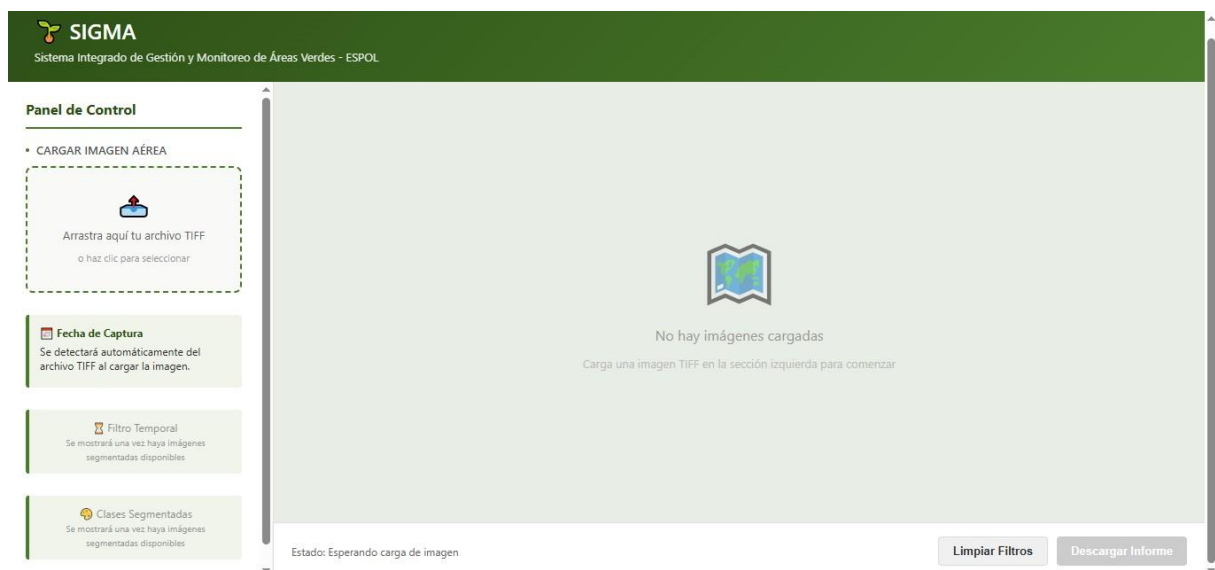 SIGMA
Sistema Integrado de Gestión y Monitoreo de Áreas Verdes - ESPOL
Panel de Control
• CARGAR IMAGEN AÉREA
Arrastra aquí tu archivo TIFF
o haz clic para seleccionar
Fecha de Captura
Se detectará automáticamente del
archivo TIFF al cargar la imagen.
Filtro Temporal
Se mostrará una vez haya imágenes
segmentadas disponibles
Clases Segmentadas
Se mostrará una vez haya imágenes
segmentadas disponibles
No hay imágenes cargadas
Carga una imagen TIFF en la sección izquierda para comenzar
Estado: Esperando carga de imagen
Limpiar Filtros
Descargar Informe